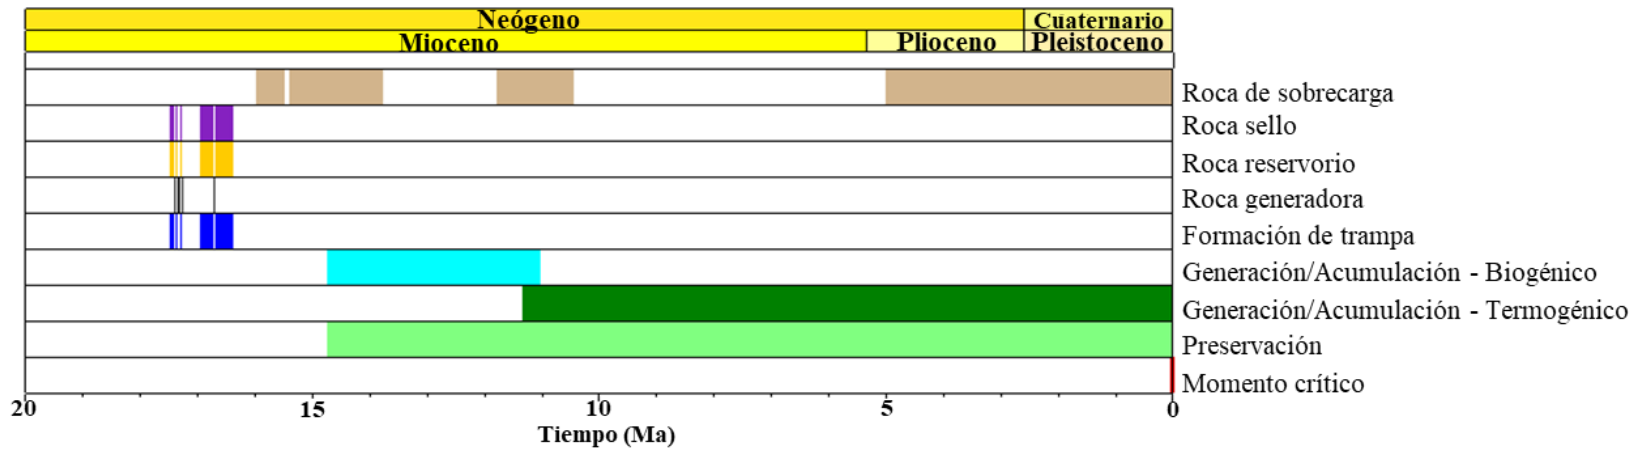 Neógeno
Cuaternario
Mioceno
Plioceno
Pleistoceno
Roca de sobrecarga
Roca sello
Roca reservorio
Roca generadora
Formación de trampa
Generación/Acumulación - Biogénico
Generación/Acumulación - Termogénico
Preservación
Momento crítico
20 15 10 5 0
Tiempo (Ma)